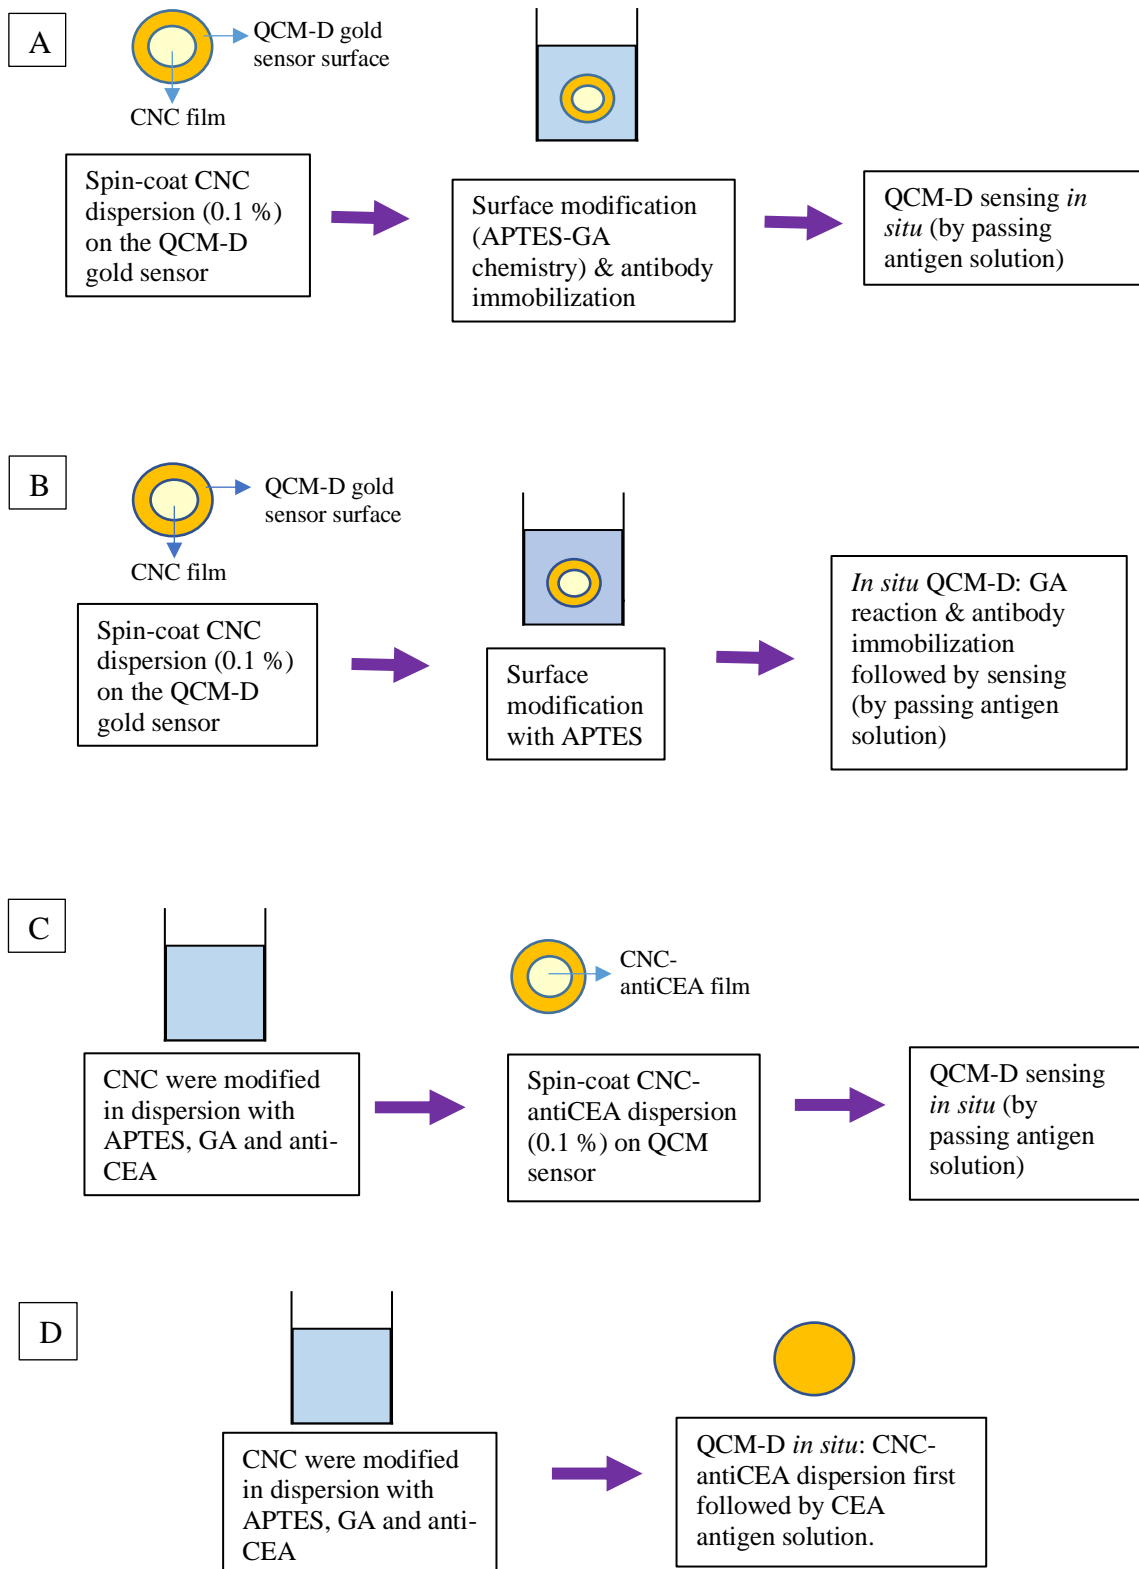 A
QCM-D gold
sensor surface
CNC film
Spin-coat CNC
dispersion (0.1 %)
on the QCM-D
gold sensor
Surface modification
(APTES-GA
chemistry) & antibody
immobilization
QCM-D sensing in
situ (by passing
antigen solution)
B
QCM-D gold
sensor surface
CNC film
Spin-coat CNC
dispersion (0.1 %)
on the QCM-D
gold sensor
Surface
modification
with APTES
In situ QCM-D: GA
reaction & antibody
immobilization
followed by sensing
(by passing antigen
solution)
C
CNC-
antiCEA film
CNC were modified
in dispersion with
APTES, GA and anti-
CEA
Spin-coat CNC-
antiCEA dispersion
(0.1 %) on QCM
sensor
QCM-D sensing
in situ (by
passing antigen
solution)
D
CNC were modified
in dispersion with
APTES, GA and anti-
CEA
QCM-D in situ: CNC-
antiCEA dispersion first
followed by CEA
antigen solution.